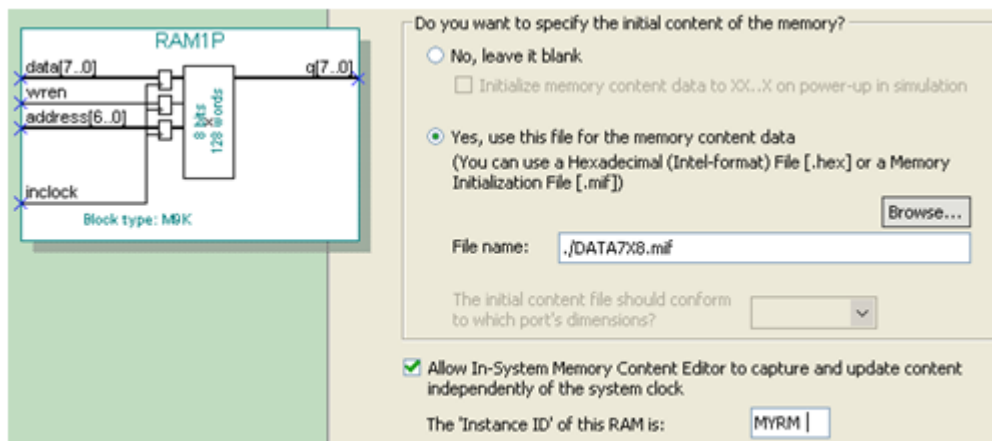 RAM1P
data[7..0]
q[7..0]
wren
address[6..0]
8 bits
128 words
inclock
Block type: M9K
Do you want to specify the initial content of the memory?
No, leave it blank
Initialize memory content data to XX..X on power-up in simulation
Yes, use this file for the memory content data
(You can use a Hexadecimal (Intel-format) File [.hex] or a Memory
Initialization File [.mif])
Browse...
File name:
./DATA7X8.mif
The initial content file should conform
to which port's dimensions?
Allow In-System Memory Content Editor to capture and update content
independently of the system clock
The 'Instance ID' of this RAM is:
MYRM